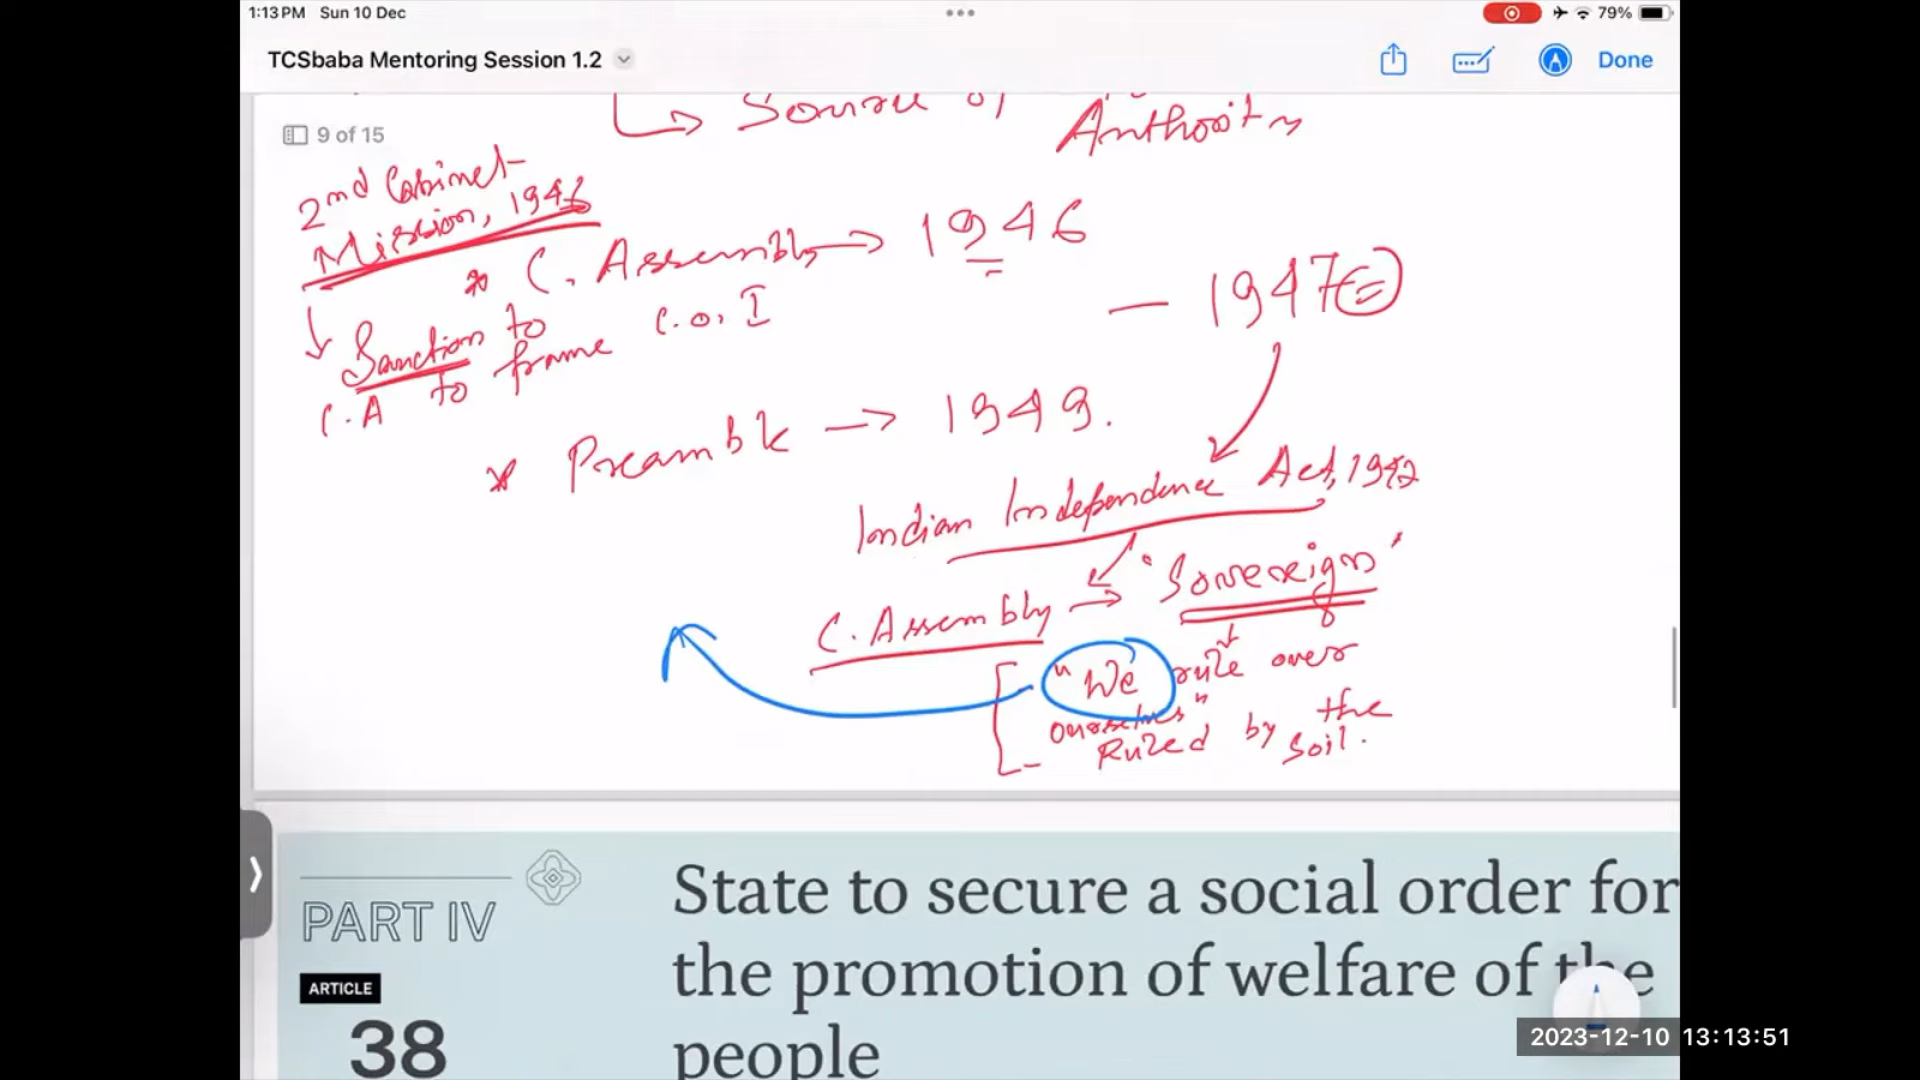 1:13 PM Sun 10 Dec
79%
TCSbaba Mentoring Session 1.2
Done
9 of 15
Source of Authority
2nd Cabinet
Mission, 1946
* C. Assembly → 1946
- 1947
↓ Sanction to
C.A to frame C.O.I
* Preamble → 1949.
Indian Independence Act, 1947
C. Assembly → 'Sovereign'
"We rule over
ourselves"
Ruled by the
Soil.
PART IV
ARTICLE
38
State to secure a social order for
the promotion of welfare of the
people
2023-12-10 13:13:51